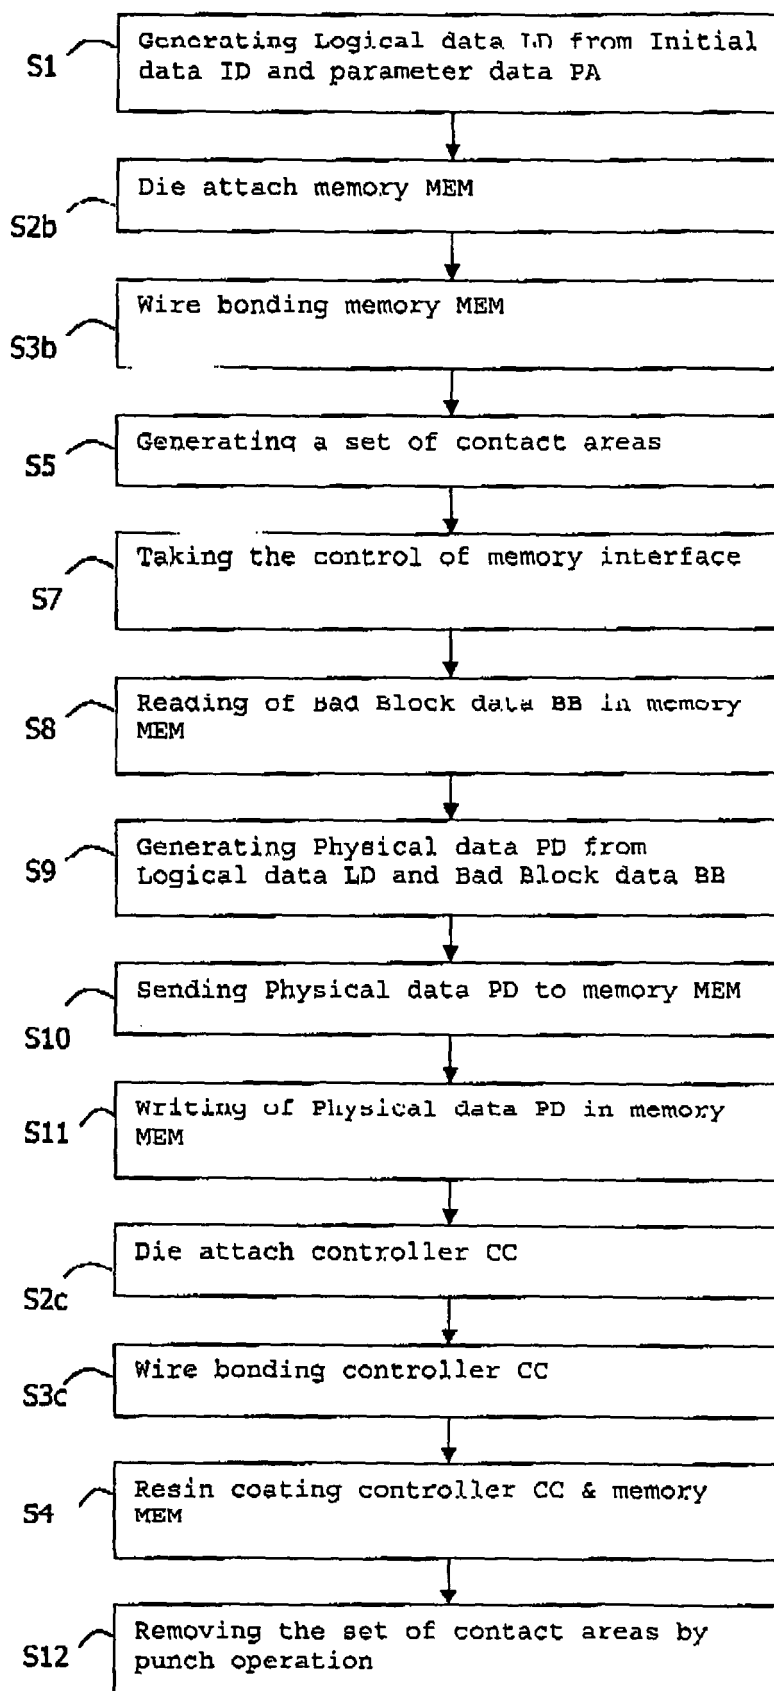 S1
Generating Logical data LD from Initial
data ID and parameter data PA
S2b
Die attach memory MEM
S3b
Wire bonding memory MEM
S5
Generating a set of contact areas
S7
Taking the control of memory interface
S8
Reading of Bad Block data BB in memory
MEM
S9
Generating Physical data PD from
Logical data LD and Bad Block data BB
S10
Sending Physical data PD to memory MEM
S11
Writing of Physical data PD in memory
MEM
S2c
Die attach controller CC
S3c
Wire bonding controller CC
S4
Resin coating controller CC & memory
MEM
S12
Removing the set of contact areas by
punch operation